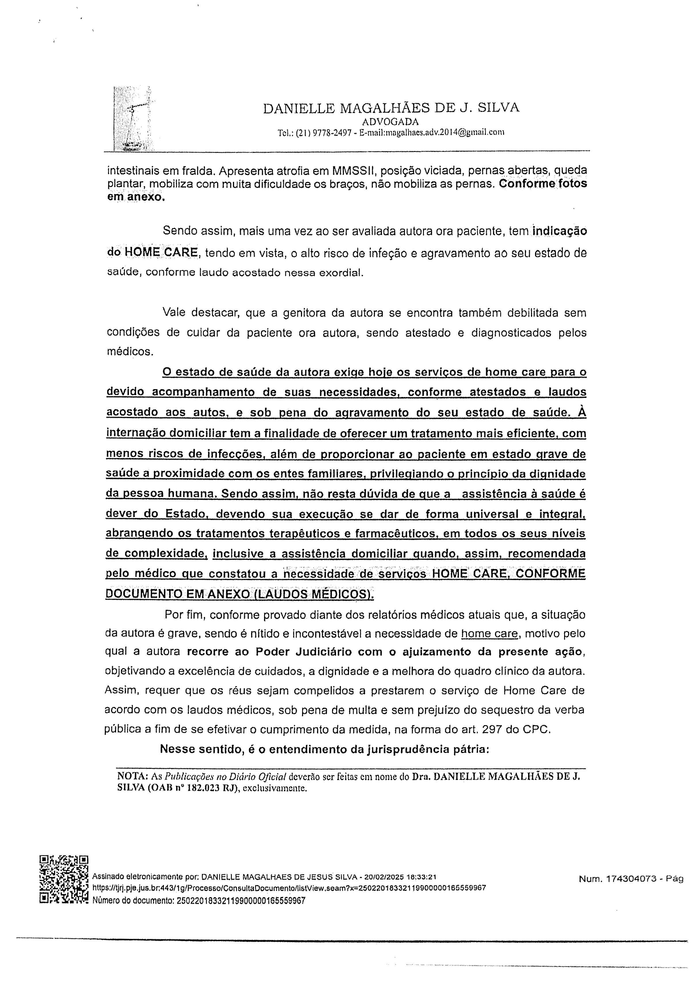 DANIELLE MAGALHÃES DE J. SILVA
ADVOGADA
Tel.: (21) 9778-2497 - E-mail:magalhaes.adv.2014@gmail.com
intestinais em fralda. Apresenta atrofia em MMSSII, posição viciada, pernas abertas, queda
plantar, mobiliza com muita dificuldade os braços, não mobiliza as pernas. Conforme fotos
em anexo.
Sendo assim, mais uma vez ao ser avaliada autora ora paciente, tem indicação
do HOME CARE, tendo em vista, o alto risco de infeção e agravamento ao seu estado de
saúde, conforme laudo acostado nessa exordial.
Vale destacar, que a genitora da autora se encontra também debilitada sem
condições de cuidar da paciente ora autora, sendo atestado e diagnosticados pelos
médicos.
O estado de saúde da autora exige hoje os serviços de home care para o
devido acompanhamento de suas necessidades, conforme atestados e laudos
acostado aos autos, e sob pena do agravamento do seu estado de saúde. À
internação domiciliar tem a finalidade de oferecer um tratamento mais eficiente, com
menos riscos de infecções, além de proporcionar ao paciente em estado grave de
saúde a proximidade com os entes familiares, privilegiando o princípio da dignidade
da pessoa humana. Sendo assim, não resta dúvida de que a assistência à saúde é
dever do Estado, devendo sua execução se dar de forma universal e integral,
abrangendo os tratamentos terapêuticos e farmacêuticos, em todos os seus níveis
de complexidade, inclusive a assistência domiciliar quando, assim, recomendada
pelo médico que constatou a necessidade de serviços HOME CARE, CONFORME
DOCUMENTO EM ANEXO (LAUDOS MÉDICOS).
Por fim, conforme provado diante dos relatórios médicos atuais que, a situação
da autora é grave, sendo é nítido e incontestável a necessidade de home care, motivo pelo
qual a autora recorre ao Poder Judiciário com o ajuizamento da presente ação,
objetivando a excelência de cuidados, a dignidade e a melhora do quadro clínico da autora.
Assim, requer que os réus sejam compelidos a prestarem o serviço de Home Care de
acordo com os laudos médicos, sob pena de multa e sem prejuízo do sequestro da verba
pública a fim de se efetivar o cumprimento da medida, na forma do art. 297 do CPC.
Nesse sentido, é o entendimento da jurisprudência pátria:
NOTA: As Publicações no Diário Oficial deverão ser feitas em nome do Dra. DANIELLE MAGALHÃES DE J.
SILVA (OAB nº 182.023 RJ), exclusivamente.
Assinado eletronicamente por: DANIELLE MAGALHAES DE JESUS SILVA - 20/02/2025 18:33:21
Num. 174304073 - Pág
https://tjrj.pje.jus.br:443/1g/Processo/ConsultaDocumento/listView.seam?x=25022018332119900000165559967
Número do documento: 25022018332119900000165559967